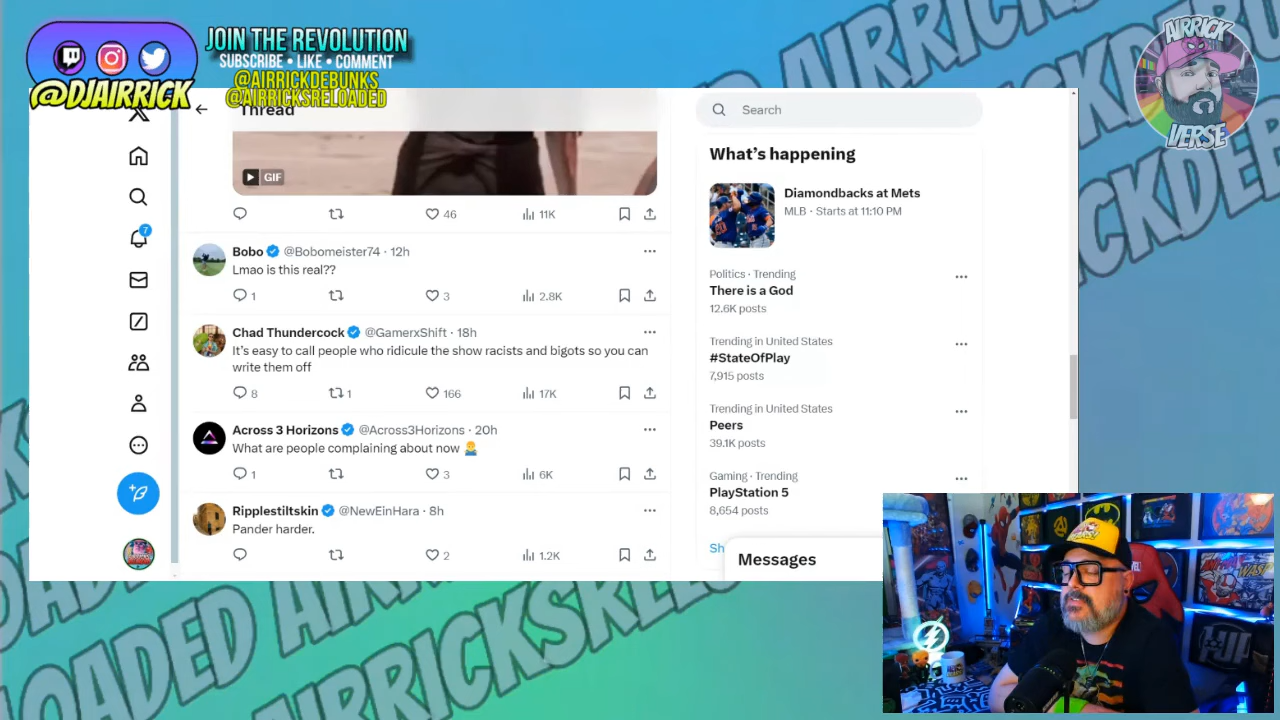 JOIN THE REVOLUTION
SUBSCRIBE • LIKE • COMMENT
@AIRRICKDEBUNKS
@AIRRICKSRELOADED
@DJAIRRICK
AIRRICK
VERSE
Thread
Search
GIF
46
11K
Bobo @Bobomeister74 · 12h
Lmao is this real??
1
3
2.8K
Chad Thundercock @GamerxShift · 18h
It's easy to call people who ridicule the show racists and bigots so you can
write them off
8
1
166
17K
Across 3 Horizons @Across3Horizons · 20h
What are people complaining about now 🤷‍♂️
1
3
6K
Ripplestiltskin @NewEinHara · 8h
Pander harder.
2
1.2K
7
What's happening
Diamondbacks at Mets
MLB · Starts at 11:10 PM
Politics · Trending
There is a God
12.6K posts
Trending in United States
#StateOfPlay
7,915 posts
Trending in United States
Peers
39.1K posts
Gaming · Trending
PlayStation 5
8,654 posts
Sh
Messages
LOADED AIRRICKSRELOADED
AIRRICKDEBUNKS